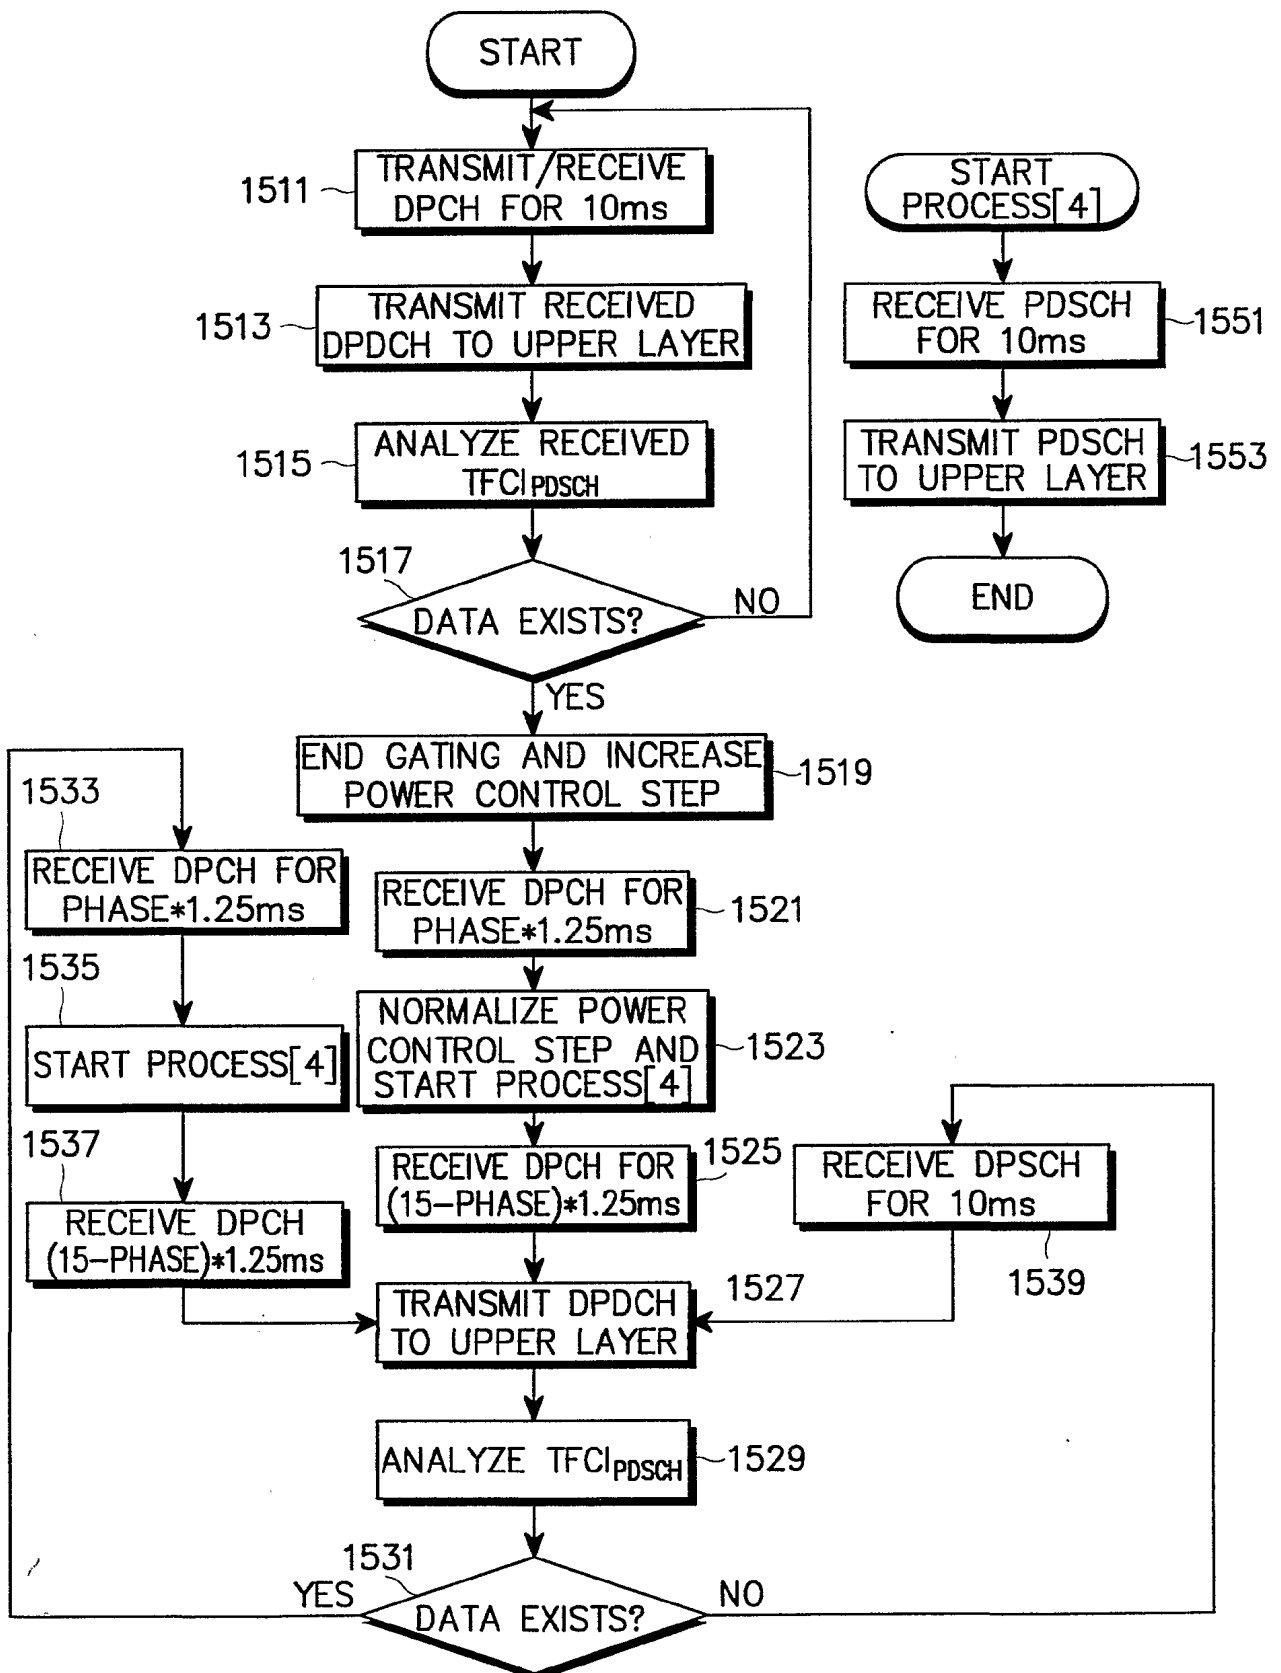 START
1511
TRANSMIT/RECEIVE
DPCH FOR 10ms
1513
TRANSMIT RECEIVED
DPDCH TO UPPER LAYER
1515
ANALYZE RECEIVED
TFCIPDSCH
1517
DATA EXISTS?
NO
YES
END GATING AND INCREASE
POWER CONTROL STEP
1519
RECEIVE DPCH FOR
PHASE*1.25ms
1521
NORMALIZE POWER
CONTROL STEP AND
START PROCESS[4]
1523
RECEIVE DPCH FOR
(15-PHASE)*1.25ms
1525
TRANSMIT DPDCH
TO UPPER LAYER
1527
ANALYZE TFCIPDSCH
1529
1531
DATA EXISTS?
YES
NO
1533
RECEIVE DPCH FOR
PHASE*1.25ms
1535
START PROCESS[4]
1537
RECEIVE DPCH
(15-PHASE)*1.25ms
RECEIVE DPSCH
FOR 10ms
1539
START
PROCESS[4]
RECEIVE PDSCH
FOR 10ms
1551
TRANSMIT PDSCH
TO UPPER LAYER
1553
END